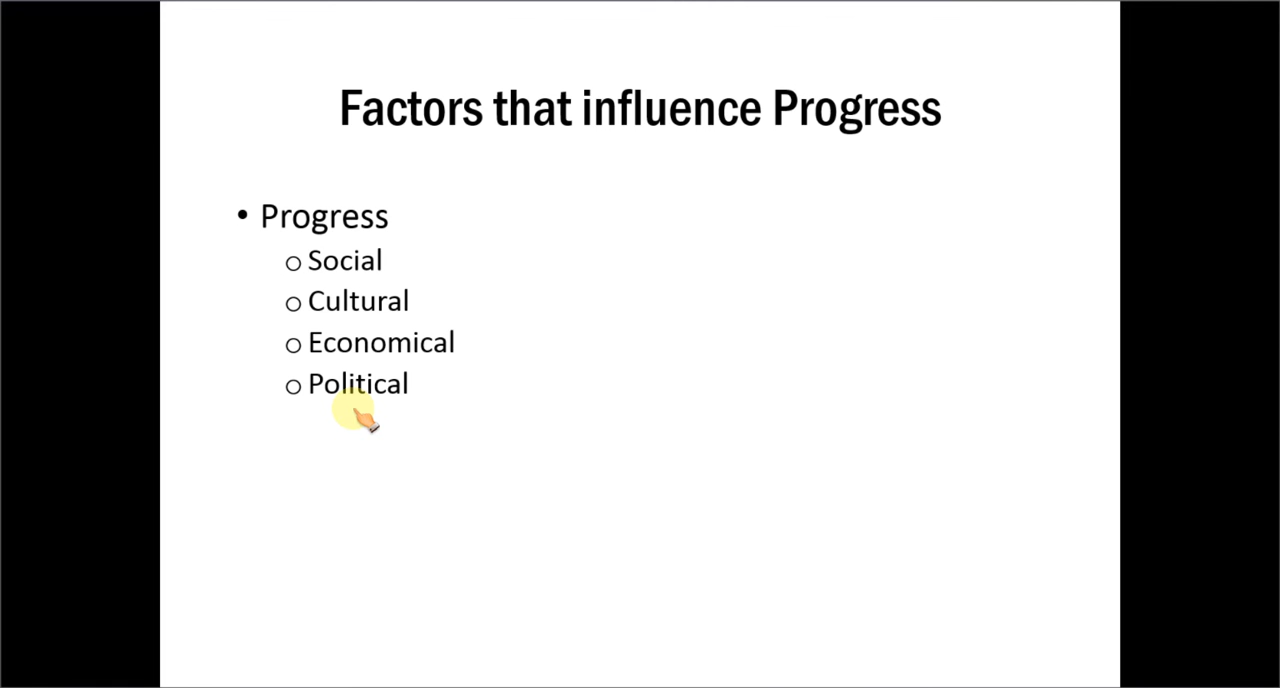 Factors that influence Progress
• Progress
o Social
o Cultural
o Economical
o Political